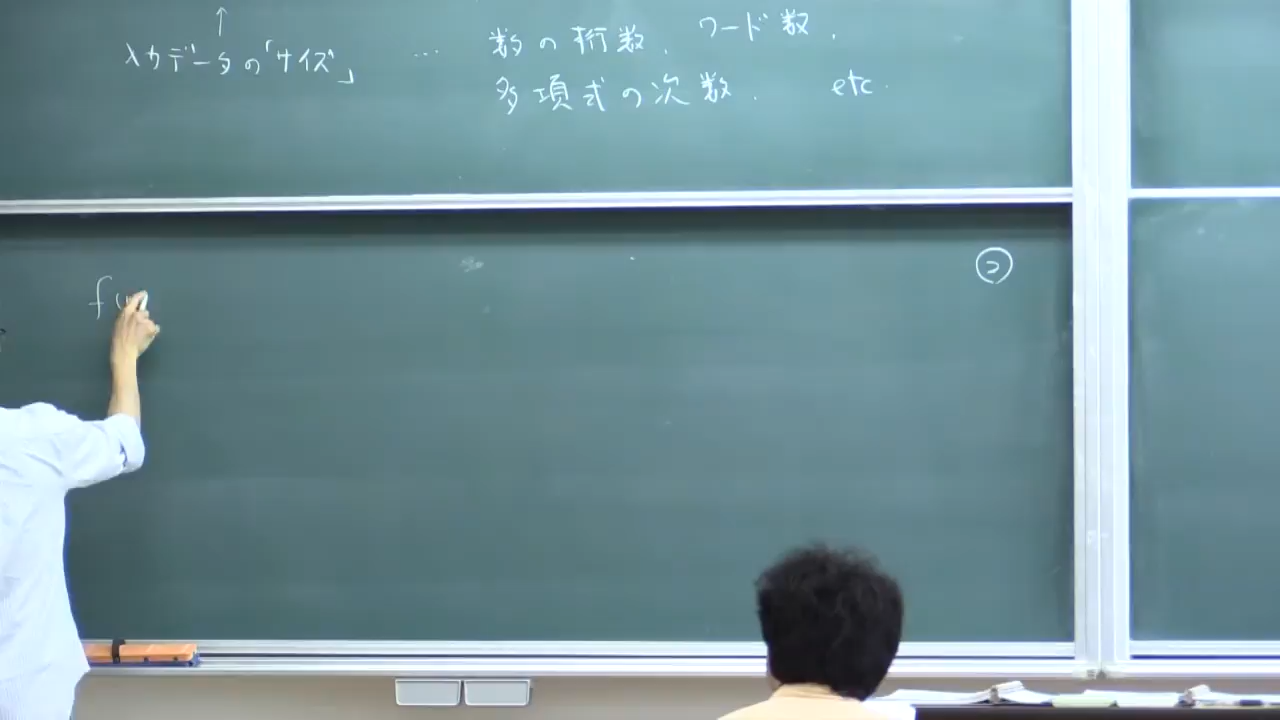 ↑
入力データの「サイズ」 … 数の桁数, ワード数,
多項式の次数, etc.
②
f(